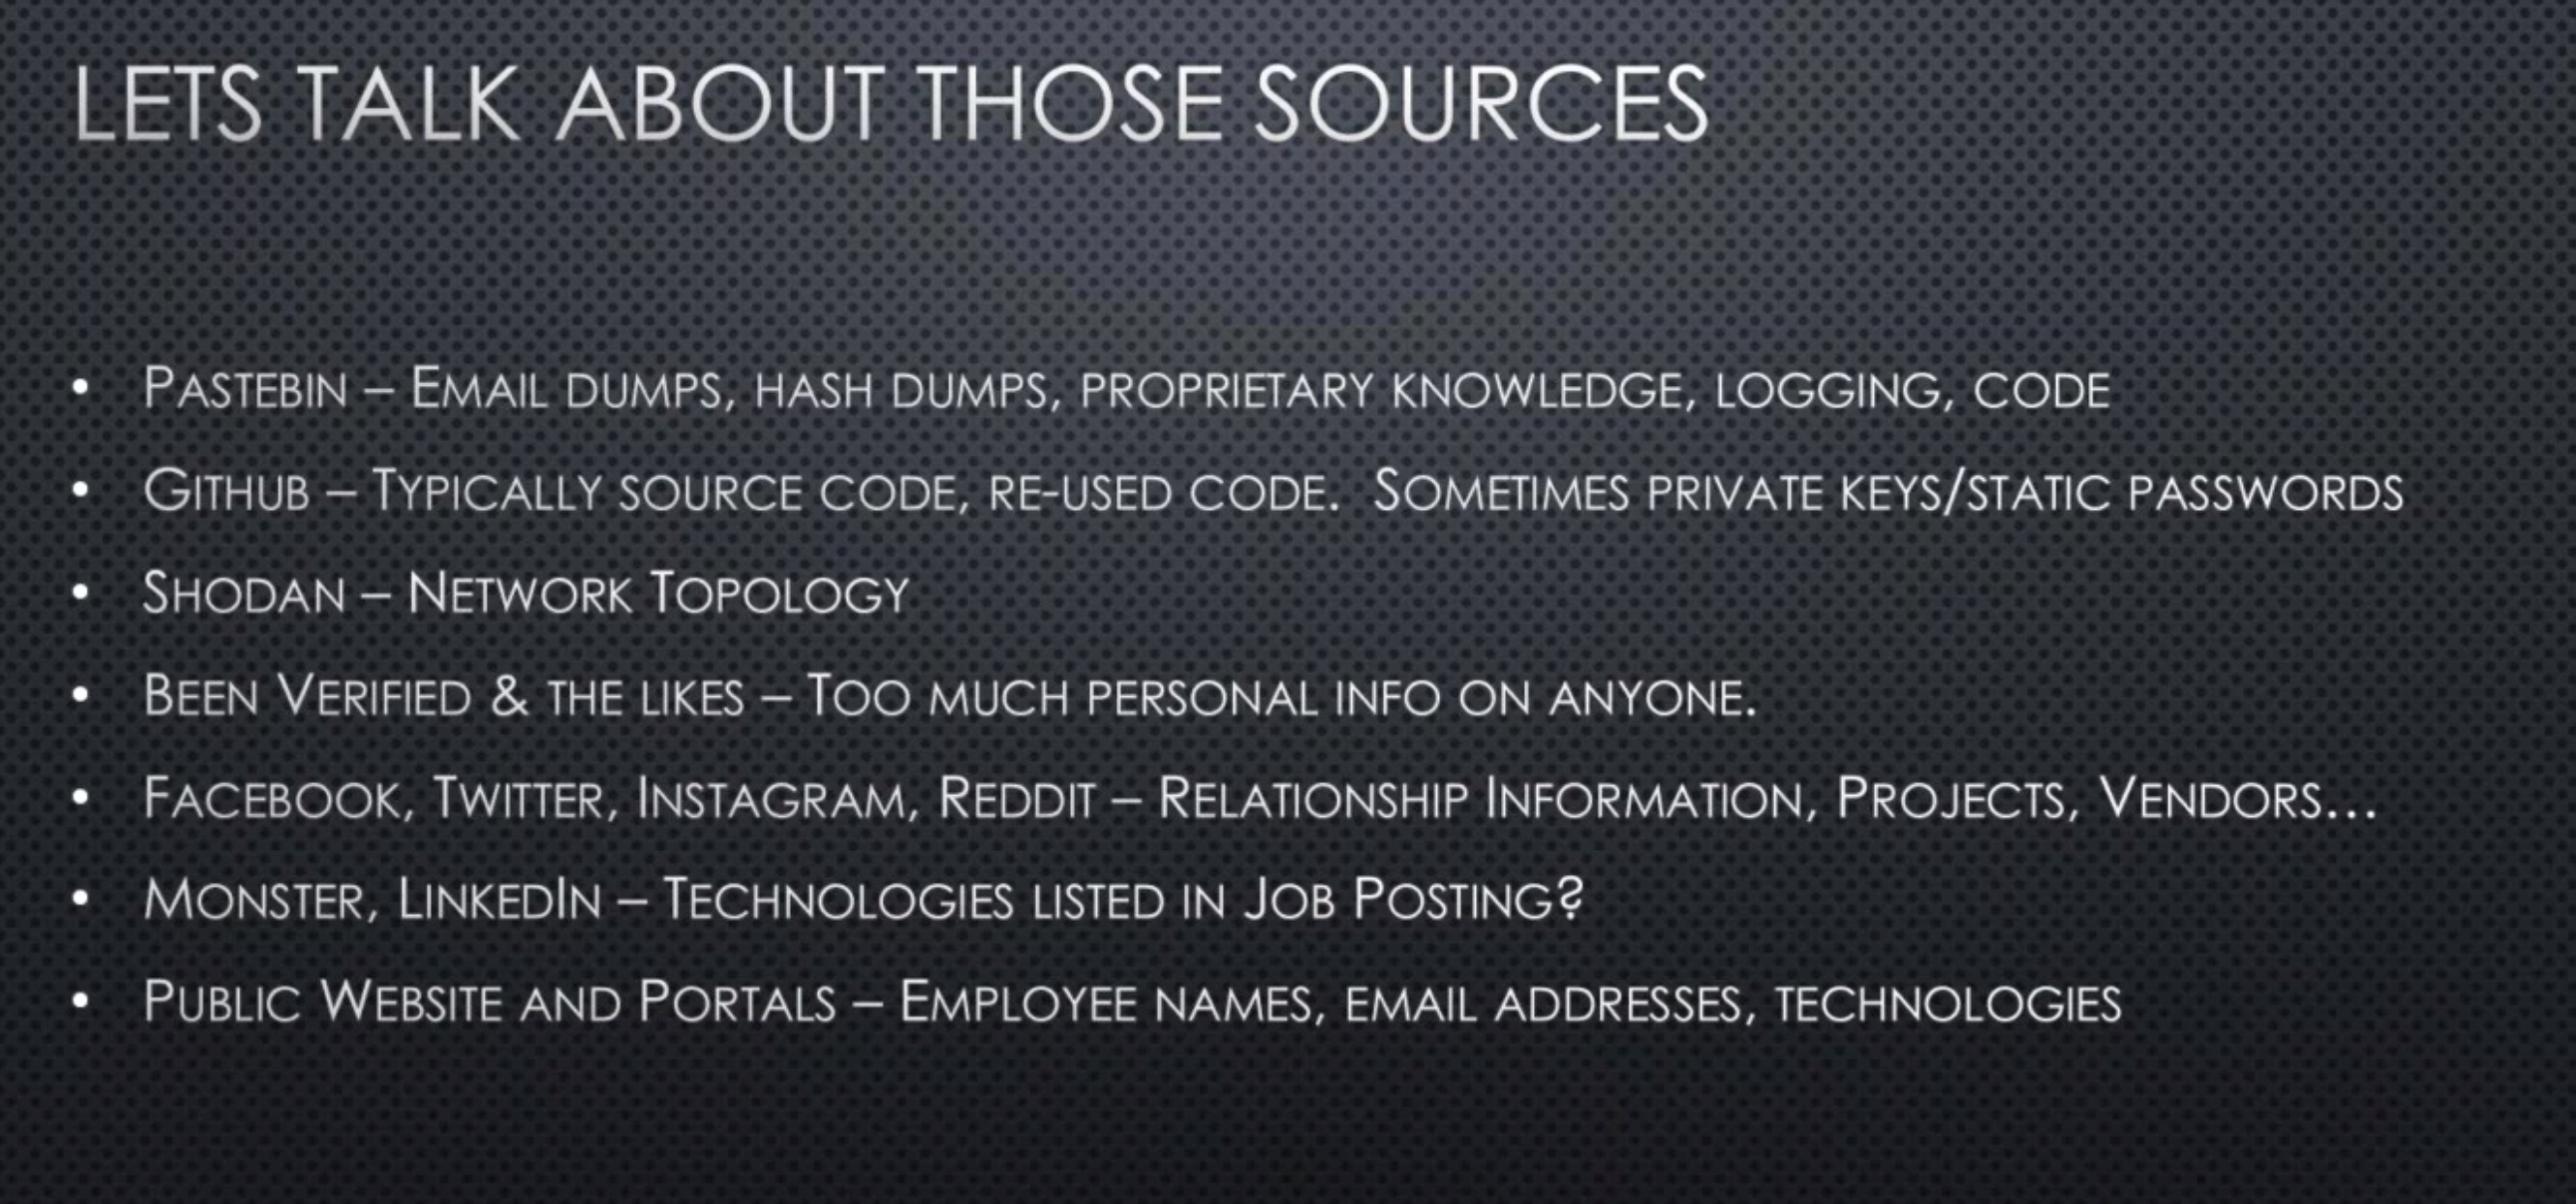 LETS TALK ABOUT THOSE SOURCES
• PASTEBIN – EMAIL DUMPS, HASH DUMPS, PROPRIETARY KNOWLEDGE, LOGGING, CODE
• GITHUB – TYPICALLY SOURCE CODE, RE-USED CODE.  SOMETIMES PRIVATE KEYS/STATIC PASSWORDS
• SHODAN – NETWORK TOPOLOGY
• BEEN VERIFIED & THE LIKES – TOO MUCH PERSONAL INFO ON ANYONE.
• FACEBOOK, TWITTER, INSTAGRAM, REDDIT – RELATIONSHIP INFORMATION, PROJECTS, VENDORS…
• MONSTER, LINKEDIN – TECHNOLOGIES LISTED IN JOB POSTING?
• PUBLIC WEBSITE AND PORTALS – EMPLOYEE NAMES, EMAIL ADDRESSES, TECHNOLOGIES